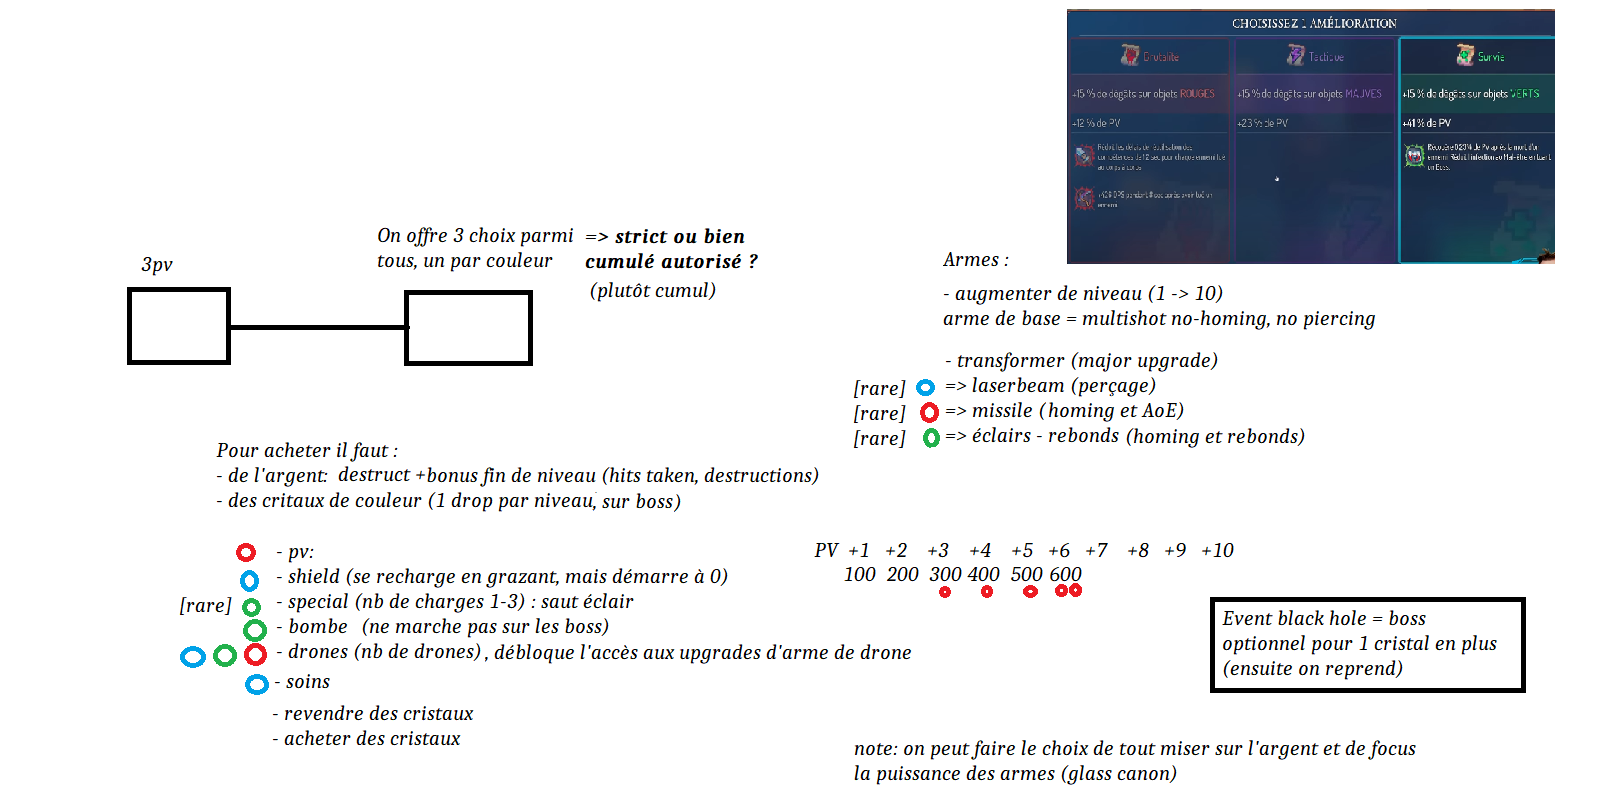 CHOISISSEZ 1 AMÉLIORATION
Brutalité
Tactique
Survie
+15 % de dégâts sur objets ROUGES
+15 % de dégâts sur objets MAUVES
+15 % de dégâts sur objets VERTS
+12 % de PV
+23 % de PV
+41 % de PV
On offre 3 choix parmi
tous, un par couleur
=> strict ou bien
cumulé autorisé ?
(plutôt cumul)
3pv
Armes :
- augmenter de niveau (1 -> 10)
arme de base = multishot no-homing, no piercing
- transformer (major upgrade)
[rare] => laserbeam (perçage)
[rare] => missile (homing et AoE)
[rare] => éclairs - rebonds (homing et rebonds)
Pour acheter il faut :
- de l'argent: destruct +bonus fin de niveau (hits taken, destructions)
- des critaux de couleur (1 drop par niveau, sur boss)
- pv:
- shield (se recharge en grazant, mais démarre à 0)
[rare] - special (nb de charges 1-3) : saut éclair
- bombe (ne marche pas sur les boss)
- drones (nb de drones), débloque l'accès aux upgrades d'arme de drone
- soins
- revendre des cristaux
- acheter des cristaux
PV +1 +2 +3 +4 +5 +6 +7 +8 +9 +10
100 200 300 400 500 600
Event black hole = boss
optionnel pour 1 cristal en plus
(ensuite on reprend)
note: on peut faire le choix de tout miser sur l'argent et de focus
la puissance des armes (glass canon)